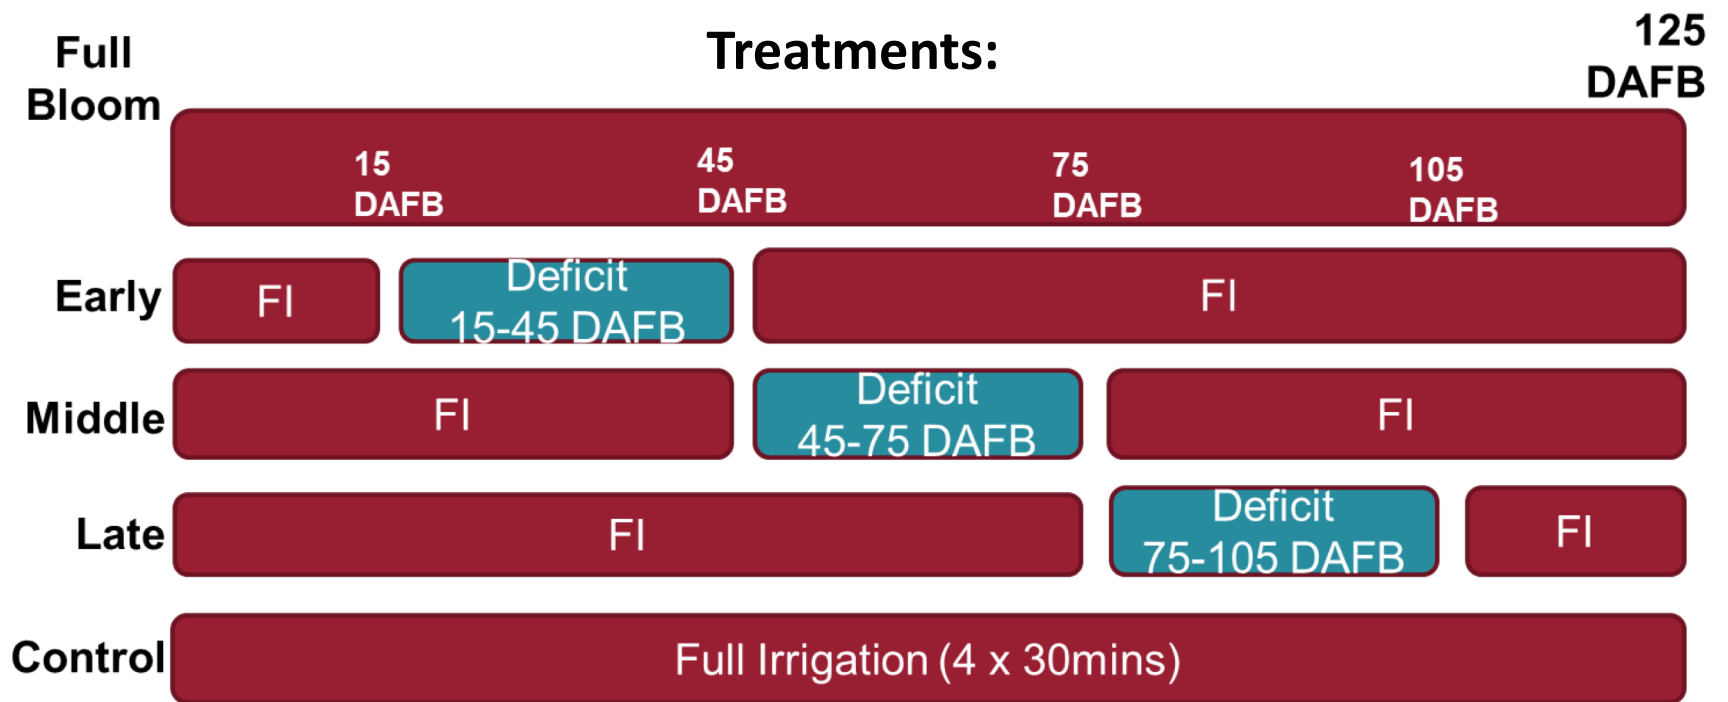 Treatments:
Full
Bloom
125
DAFB
15
DAFB
45
DAFB
75
DAFB
105
DAFB
Early
FI
Deficit
15-45 DAFB
FI
Middle
FI
Deficit
45-75 DAFB
FI
Late
FI
Deficit
75-105 DAFB
FI
Control
Full Irrigation (4 x 30mins)